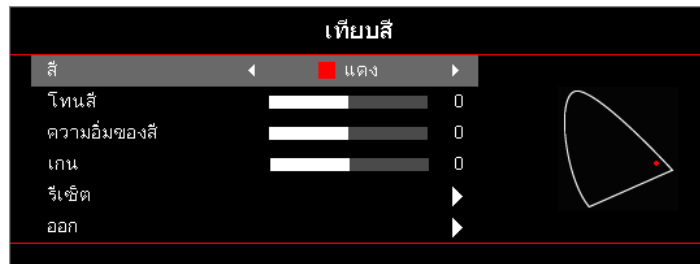 เทียบสี
สี แดง
โทนสี 0
ความอิ่มของสี 0
เกน 0
รีเซ็ต
ออก